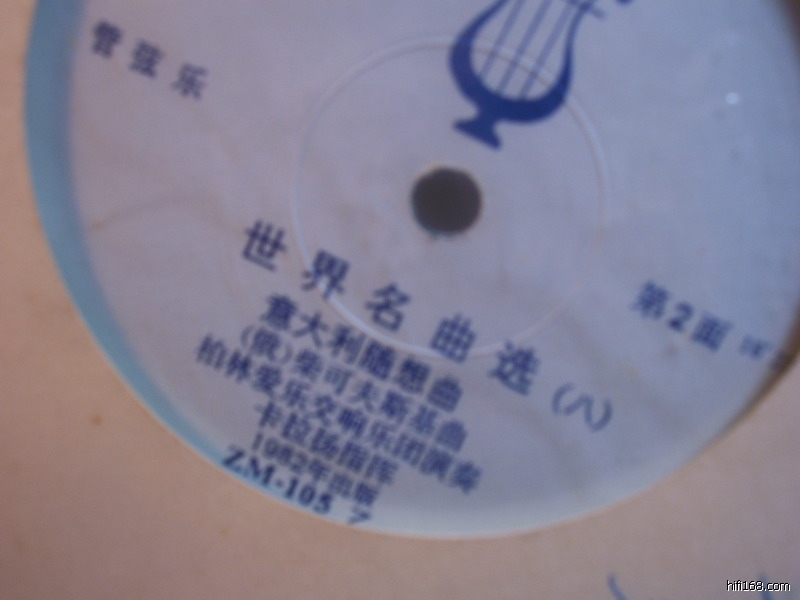 管弦乐
世界名曲选(八)
第2面
意大利随想曲
(俄)柴可夫斯基曲
柏林爱乐交响乐团演奏
卡拉扬指挥
1982年出版
ZM-105
hifi168.com